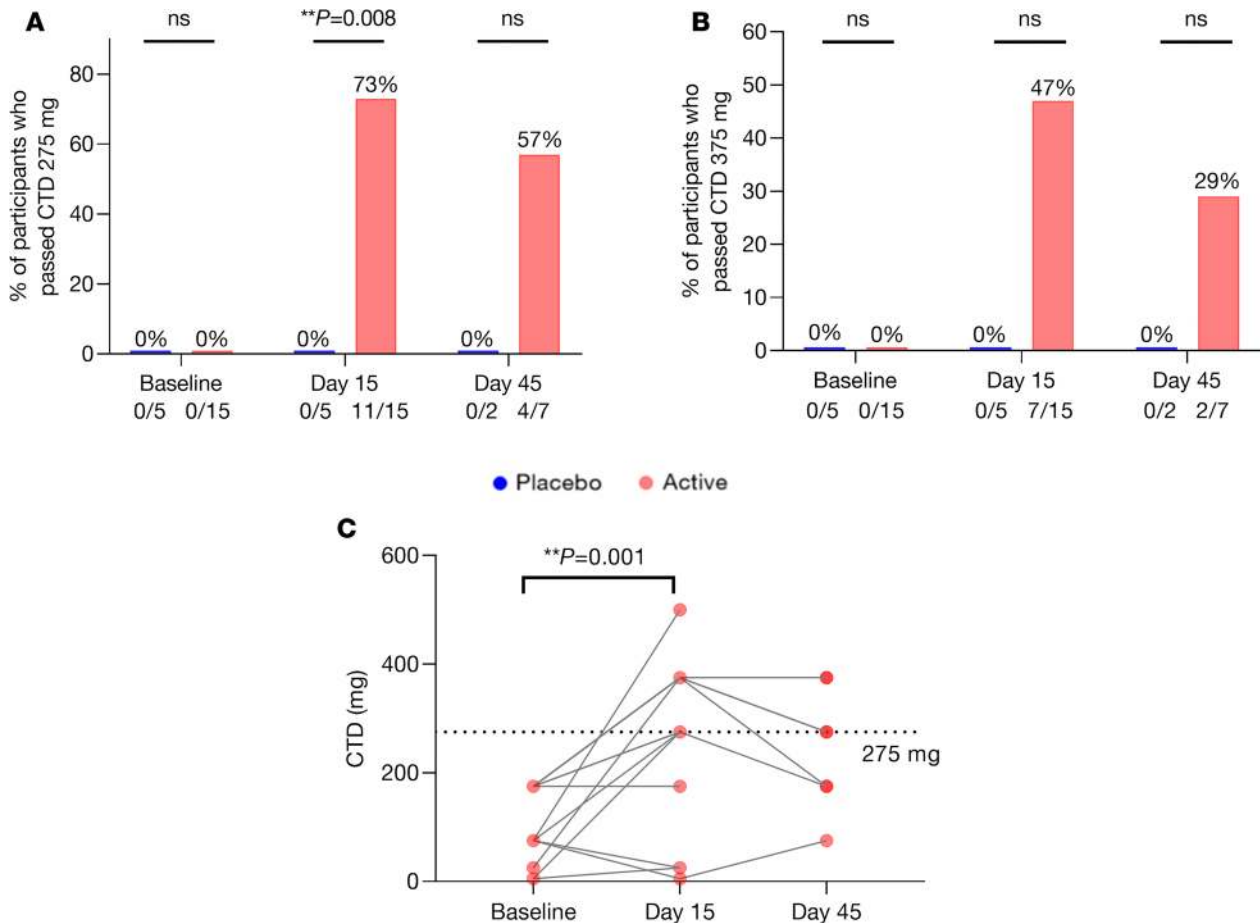 A
ns
**P=0.008
ns
% of participants who
passed CTD 275 mg
80
60
40
20
0
0%
0%
0%
73%
0%
57%
Baseline
Day 15
Day 45
0/5 0/15
0/5 11/15
0/2 4/7
B
ns
ns
ns
% of participants who
passed CTD 375 mg
60
50
40
30
20
10
0
0%
0%
0%
47%
0%
29%
Baseline
Day 15
Day 45
0/5 0/15
0/5 7/15
0/2 2/7
Placebo
Active
C
**P=0.001
CTD (mg)
600
400
200
0
275 mg
Baseline
Day 15
Day 45